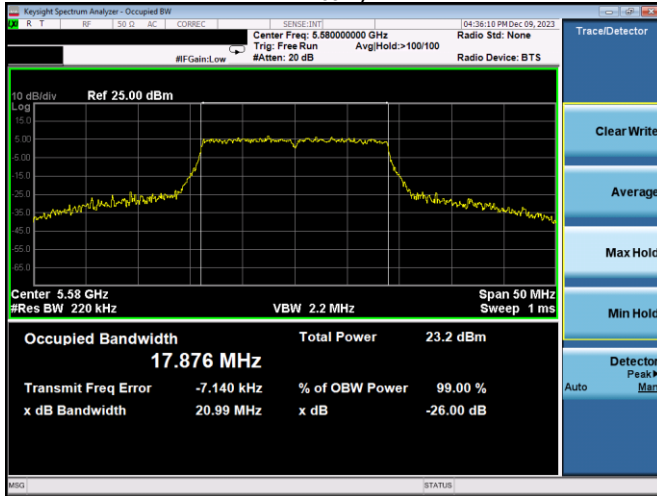 Keysight Spectrum Analyzer - Occupied BW
R T RF 50 Ω AC CORREC SENSE:INT 04:36:10 PM Dec 09, 2023
Center Freq: 5.580000000 GHz Radio Std: None
Trig: Free Run Avg|Hold:>100/100
#IFGain:Low #Atten: 20 dB Radio Device: BTS
Trace/Detector
10 dB/div Ref 25.00 dBm
Log
15.0
5.00
-5.00
-15.0
-25.0
-35.0
-45.0
-55.0
-65.0
Center 5.58 GHz Span 50 MHz
#Res BW 220 kHz VBW 2.2 MHz Sweep 1 ms
Occupied Bandwidth Total Power 23.2 dBm
17.876 MHz
Transmit Freq Error -7.140 kHz % of OBW Power 99.00 %
x dB Bandwidth 20.99 MHz x dB -26.00 dB
Clear Write
Average
Max Hold
Min Hold
Detector
Peak
Auto Man
MSG STATUS